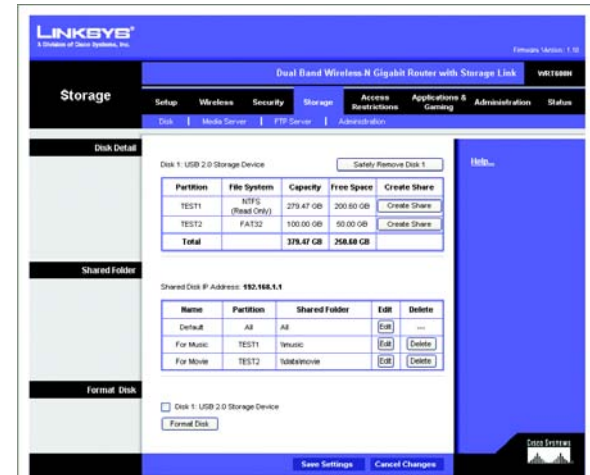 LINKSYS®
A Division of Cisco Systems, Inc.
Firmware Version: 1.10
Dual Band Wireless-N Gigabit Router with Storage Link WRT600N
Storage
Setup Wireless Security Storage Access Restrictions Applications & Gaming Administration Status
Disk | Media Server | FTP Server | Administration
Disk Detail
Help...
Disk 1: USB 2.0 Storage Device Safely Remove Disk 1
Partition File System Capacity Free Space Create Share
TEST1 NTFS (Read Only) 279.47 GB 200.60 GB Create Share
TEST2 FAT32 100.00 GB 50.00 GB Create Share
Total 379.47 GB 250.60 GB
Shared Folder
Shared Disk IP Address: 192.168.1.1
Name Partition Shared Folder Edit Delete
Default All All Edit ---
For Music TEST1 \music Edit Delete
For Movie TEST2 \data\movie Edit Delete
Format Disk
Disk 1: USB 2.0 Storage Device
Format Disk
Save Settings Cancel Changes
Cisco Systems